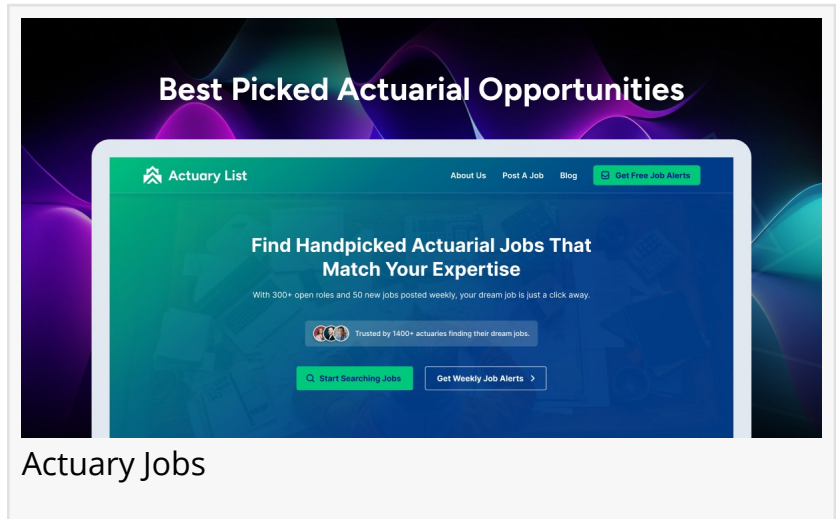 Best Picked Actuarial Opportunities
Actuary List
About Us
Post A Job
Blog
Get Free Job Alerts
Find Handpicked Actuarial Jobs That
Match Your Expertise
With 300+ open roles and 50 new jobs posted weekly, your dream job is just a click away.
Trusted by 1400+ actuaries finding their dream jobs.
Start Searching Jobs
Get Weekly Job Alerts
Actuary Jobs